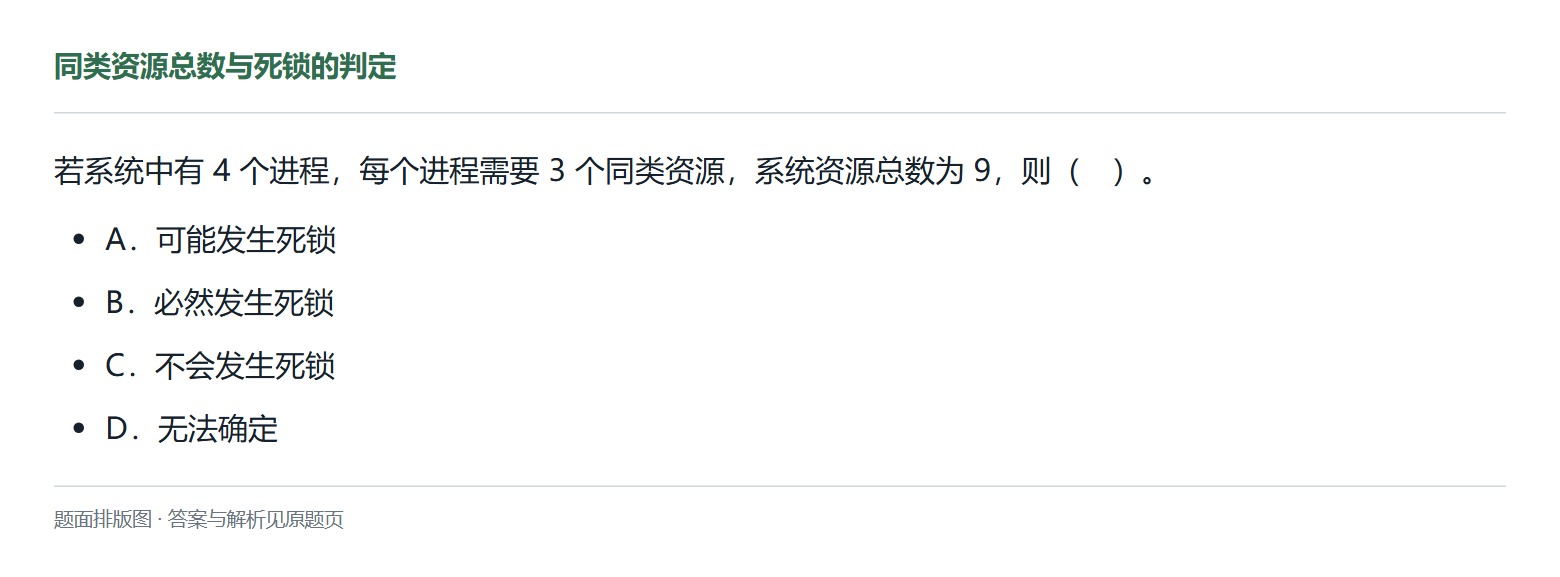 同类资源总数与死锁的判定
若系统中有 4 个进程，每个进程需要 3 个同类资源，系统资源总数为 9，则（　）。
• A．可能发生死锁
• B．必然发生死锁
• C．不会发生死锁
• D．无法确定
题面排版图 · 答案与解析见原题页